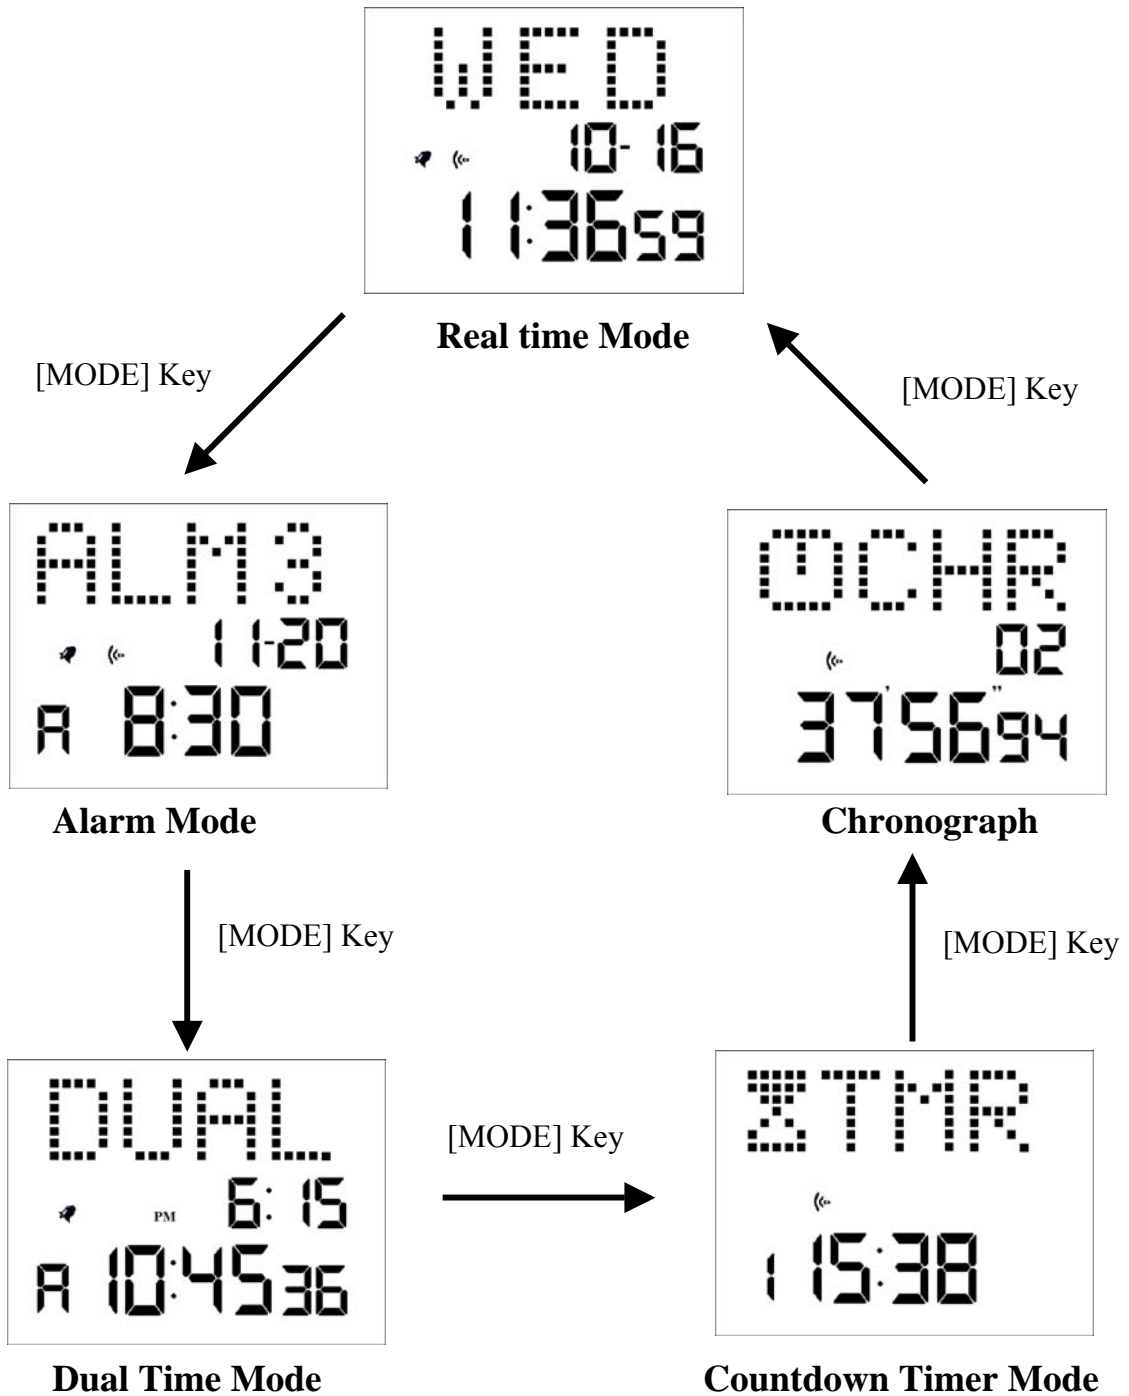 WED
10-16
11:36 59
Real time Mode
[MODE] Key
[MODE] Key
ALM3
11-20
A 8:30
Alarm Mode
CHR
02
37'56"94
Chronograph
[MODE] Key
[MODE] Key
DUAL
PM 6:15
A 10:45 36
Dual Time Mode
[MODE] Key
TMR
1 15:38
Countdown Timer Mode